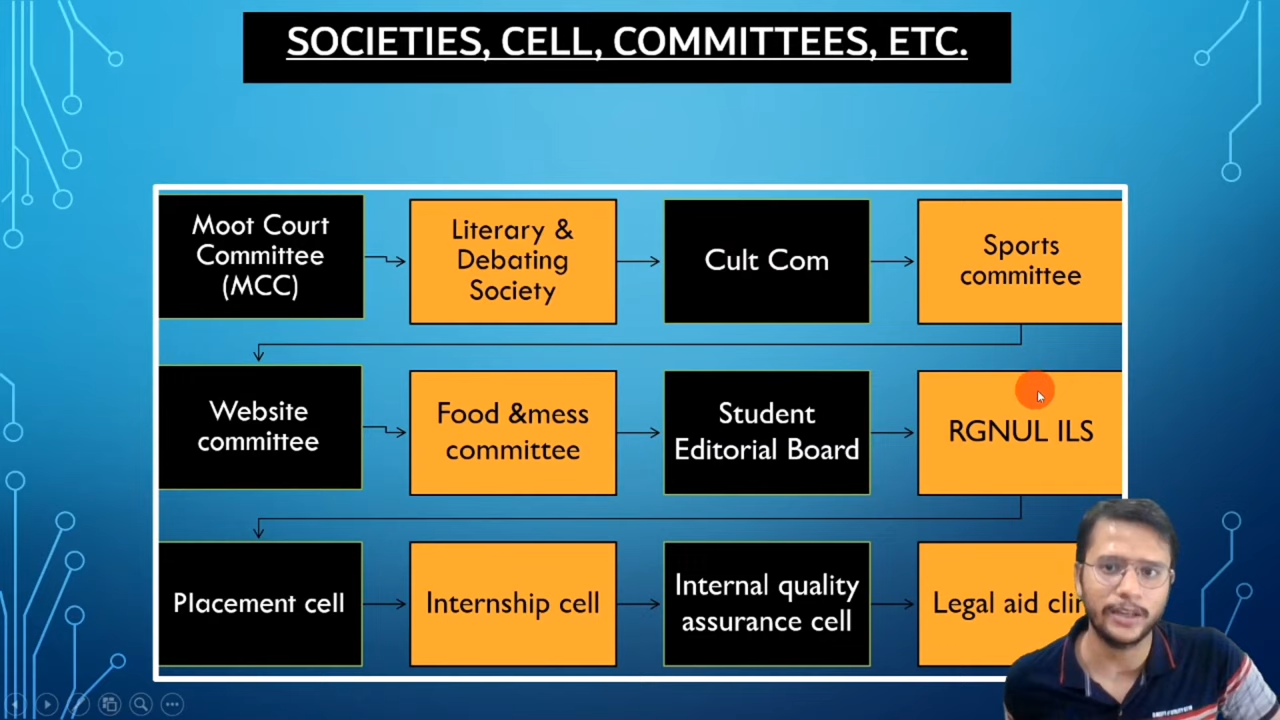 SOCIETIES, CELL, COMMITTEES, ETC.
Moot Court
Committee
(MCC)
Literary &
Debating
Society
Cult Com
Sports
committee
Website
committee
Food &mess
committee
Student
Editorial Board
RGNUL ILS
Placement cell
Internship cell
Internal quality
assurance cell
Legal aid